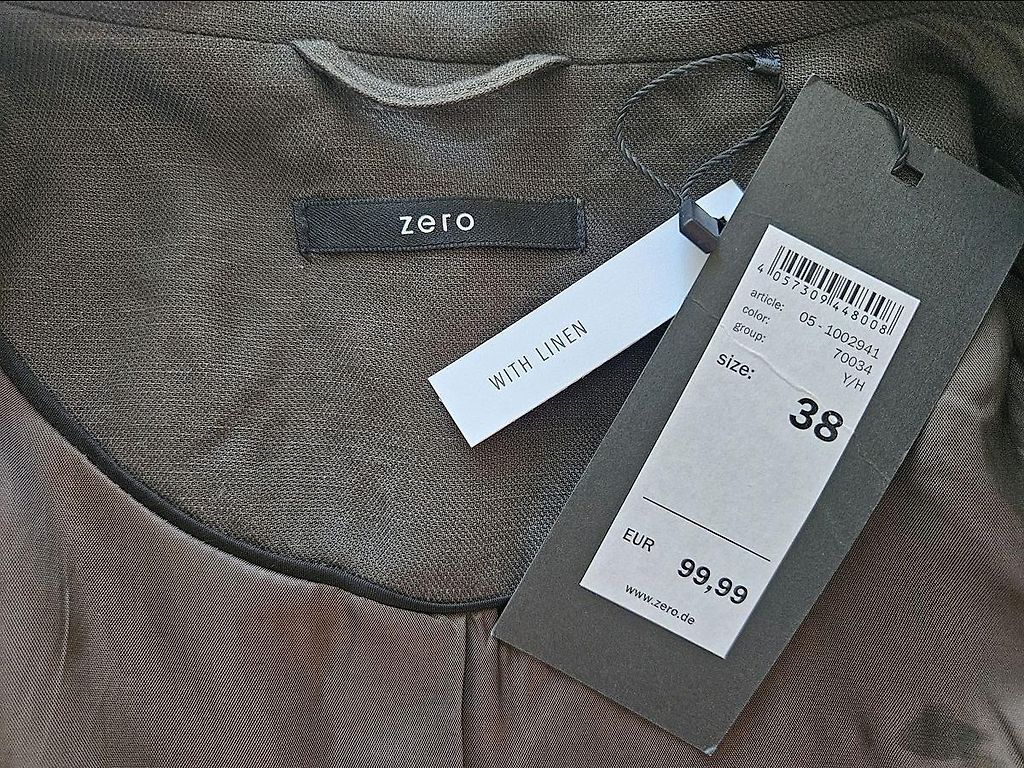 zero
WITH LINEN
4 057309 448008
article: 05-1002941
color: 70034
group: Y/H
size:
38
EUR
99,99
www.zero.de